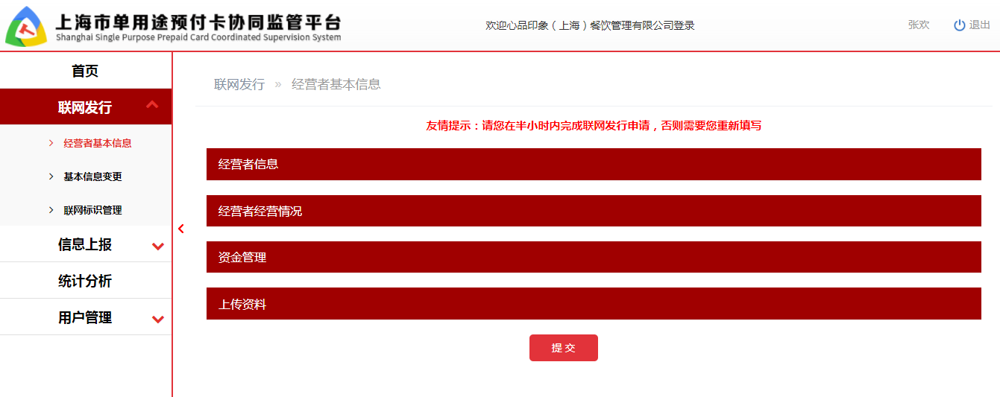 上海市单用途预付卡协同监管平台
Shanghai Single Purpose Prepaid Card Coordinated Supervision System
欢迎心品印象（上海）餐饮管理有限公司登录
张欢
退出
首页
联网发行
经营者基本信息
基本信息变更
联网标识管理
信息上报
统计分析
用户管理
联网发行 » 经营者基本信息
友情提示：请您在半小时内完成联网发行申请，否则需要您重新填写
经营者信息
经营者经营情况
资金管理
上传资料
提 交